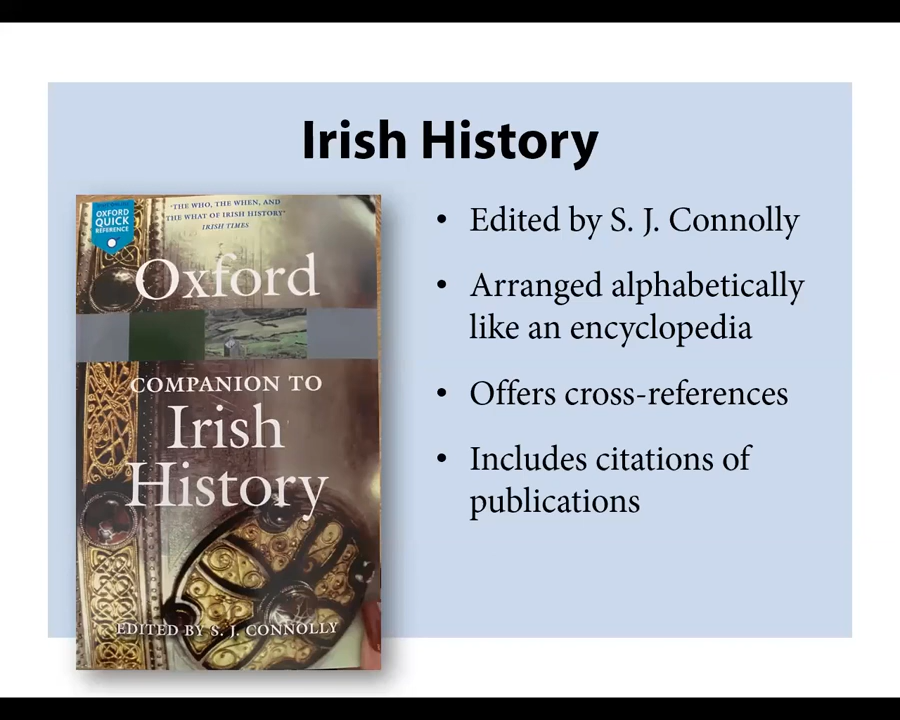 Irish History
OXFORD
QUICK
REFERENCE
'THE WHO, THE WHEN, AND
THE WHAT OF IRISH HISTORY'
IRISH TIMES
Oxford
COMPANION TO
Irish
History
EDITED BY S. J. CONNOLLY
• Edited by S. J. Connolly
• Arranged alphabetically
like an encyclopedia
• Offers cross-references
• Includes citations of
publications